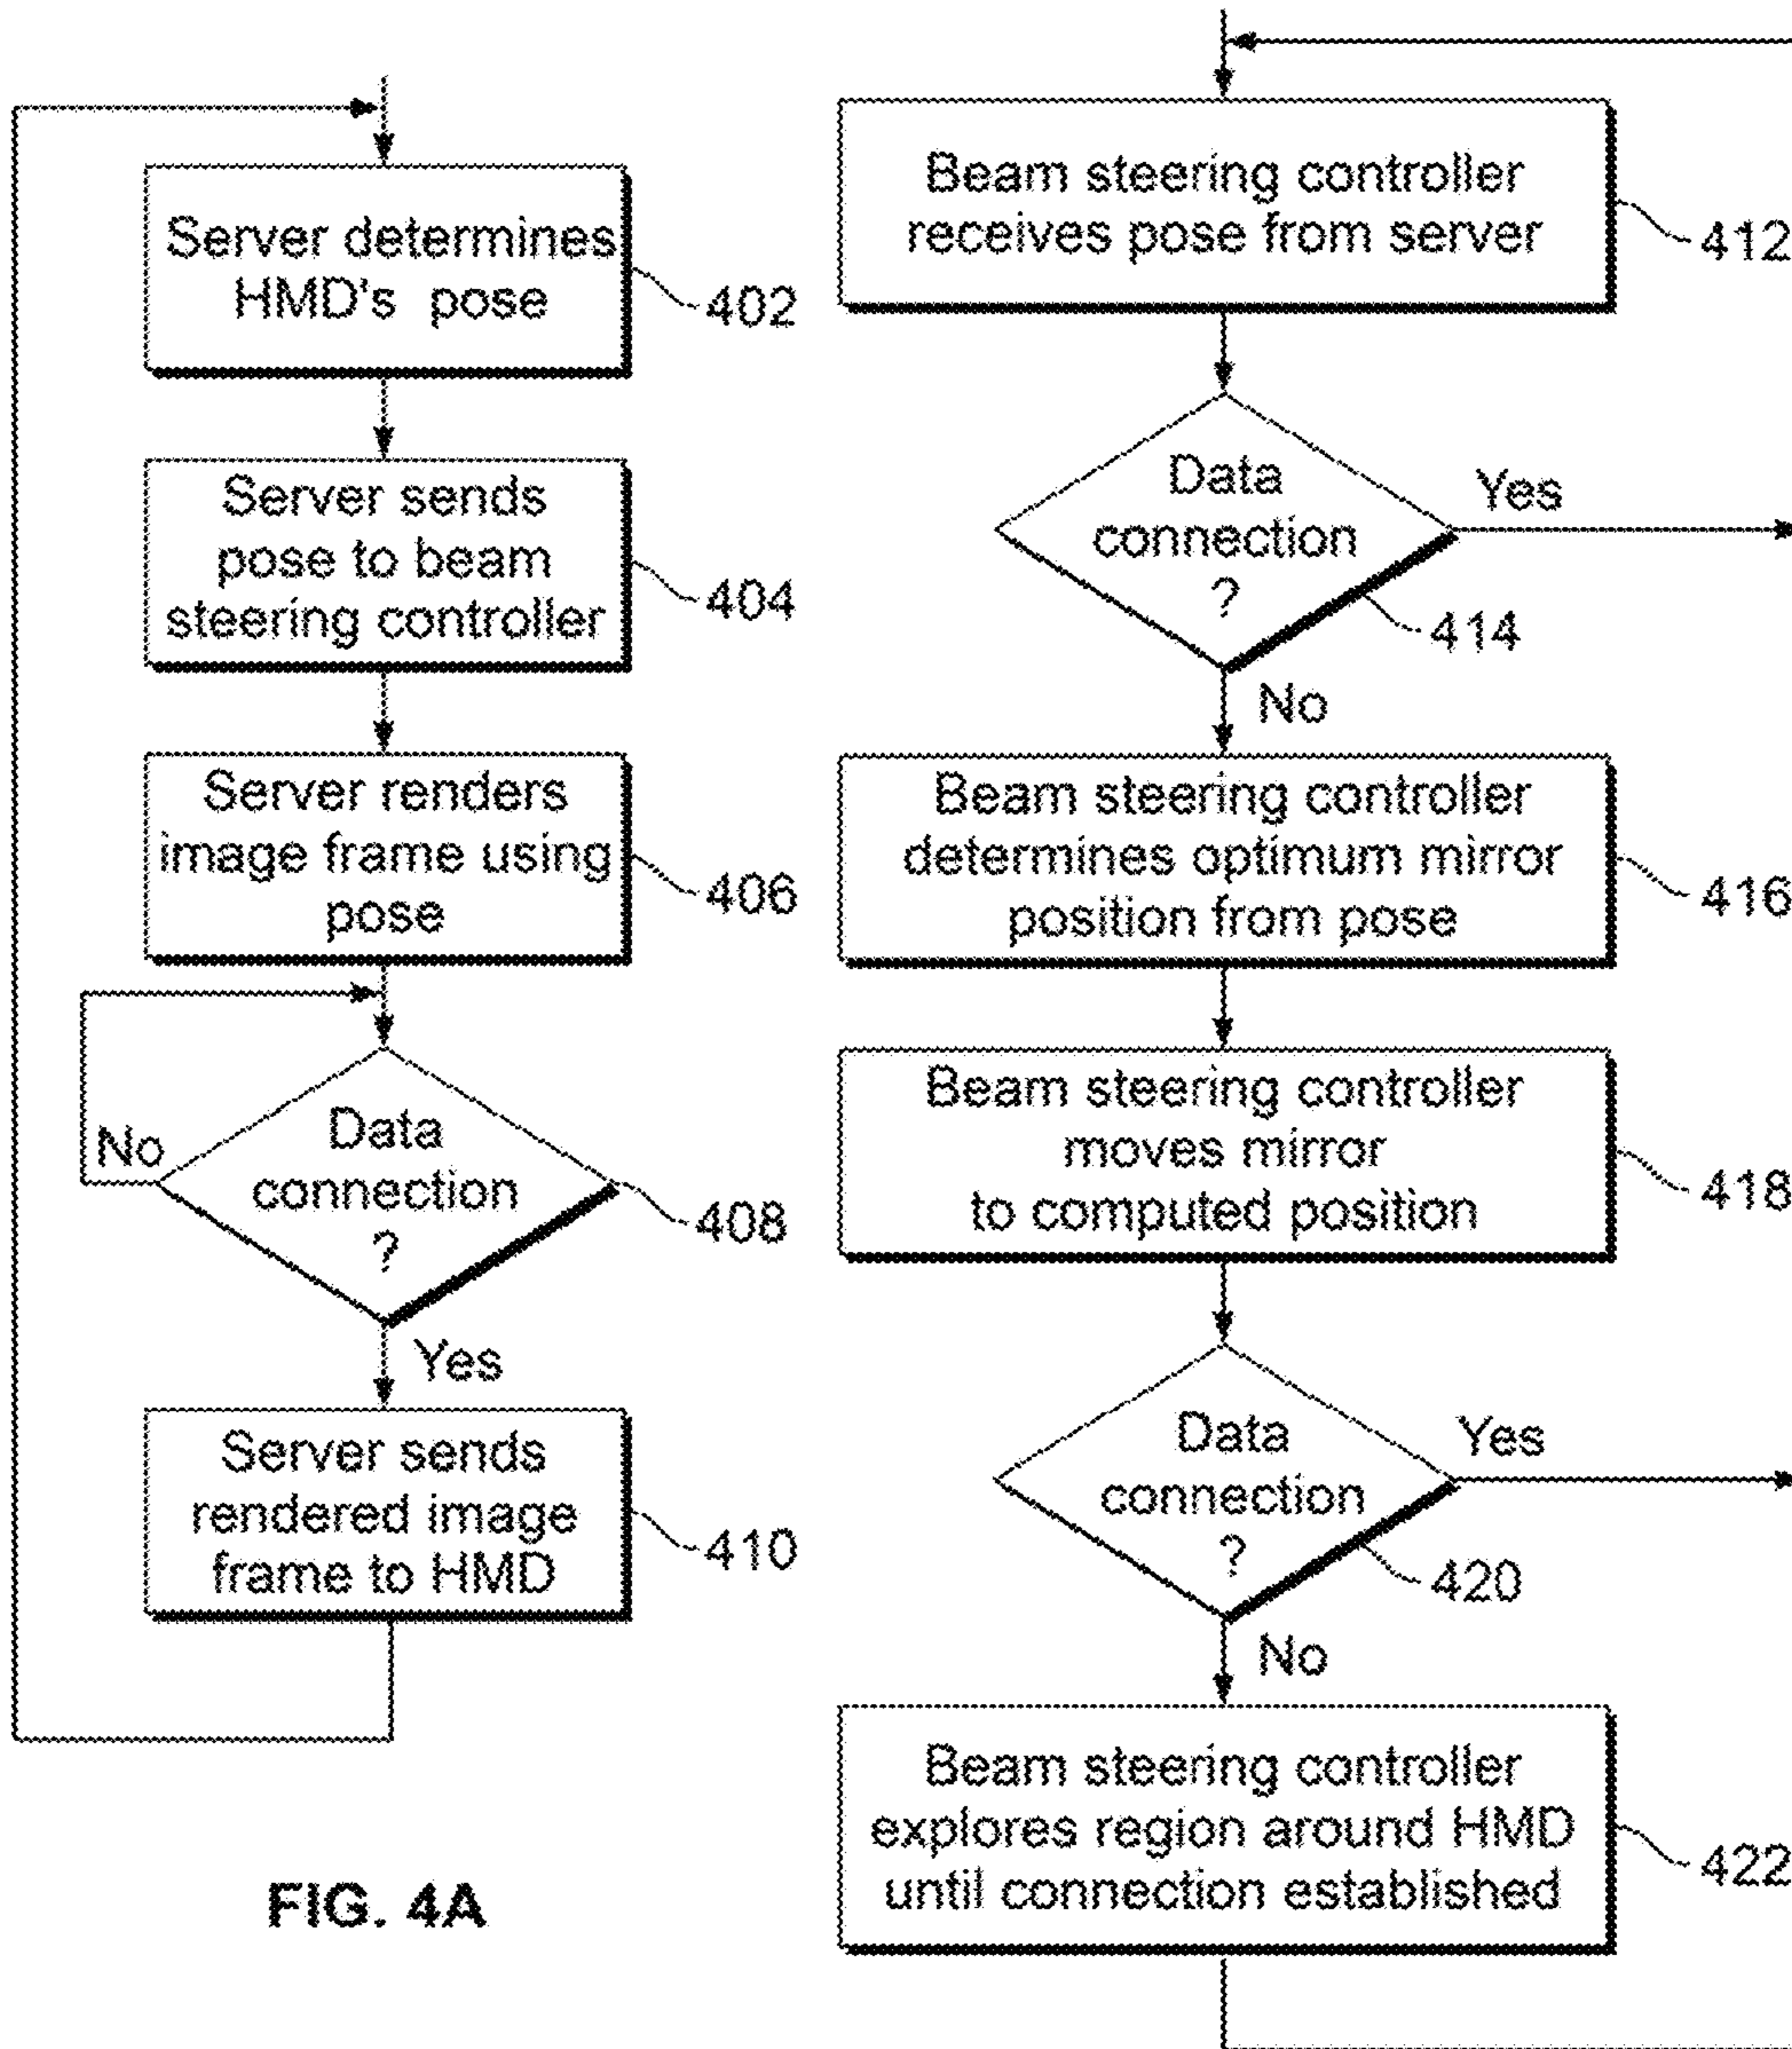 Server determines
HMD's pose
402
Server sends
pose to beam
steering controller
404
Server renders
image frame using
pose
406
Data
connection
?
No
408
Yes
Server sends
rendered image
frame to HMD
410
FIG. 4A
Beam steering controller
receives pose from server
412
Data
connection
?
Yes
414
No
Beam steering controller
determines optimum mirror
position from pose
416
Beam steering controller
moves mirror
to computed position
418
Data
connection
?
Yes
420
No
Beam steering controller
explores region around HMD
until connection established
422